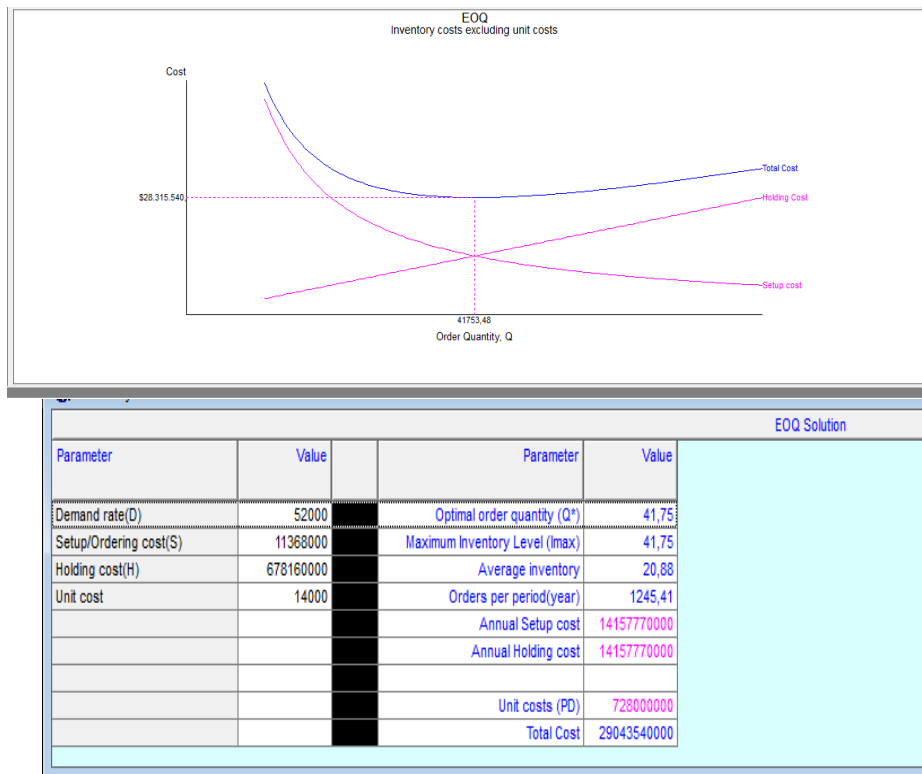 EOQ
Inventory costs excluding unit costs
Cost
Total Cost
$28.315.540,
Holding Cost
Setup cost
41753,48
Order Quantity, Q
EOQ Solution
Parameter Value Parameter Value
Demand rate(D) 52000 Optimal order quantity (Q*) 41,75
Setup/Ordering cost(S) 11368000 Maximum Inventory Level (Imax) 41,75
Holding cost(H) 678160000 Average inventory 20,88
Unit cost 14000 Orders per period(year) 1245,41
Annual Setup cost 14157770000
Annual Holding cost 14157770000
Unit costs (PD) 728000000
Total Cost 29043540000